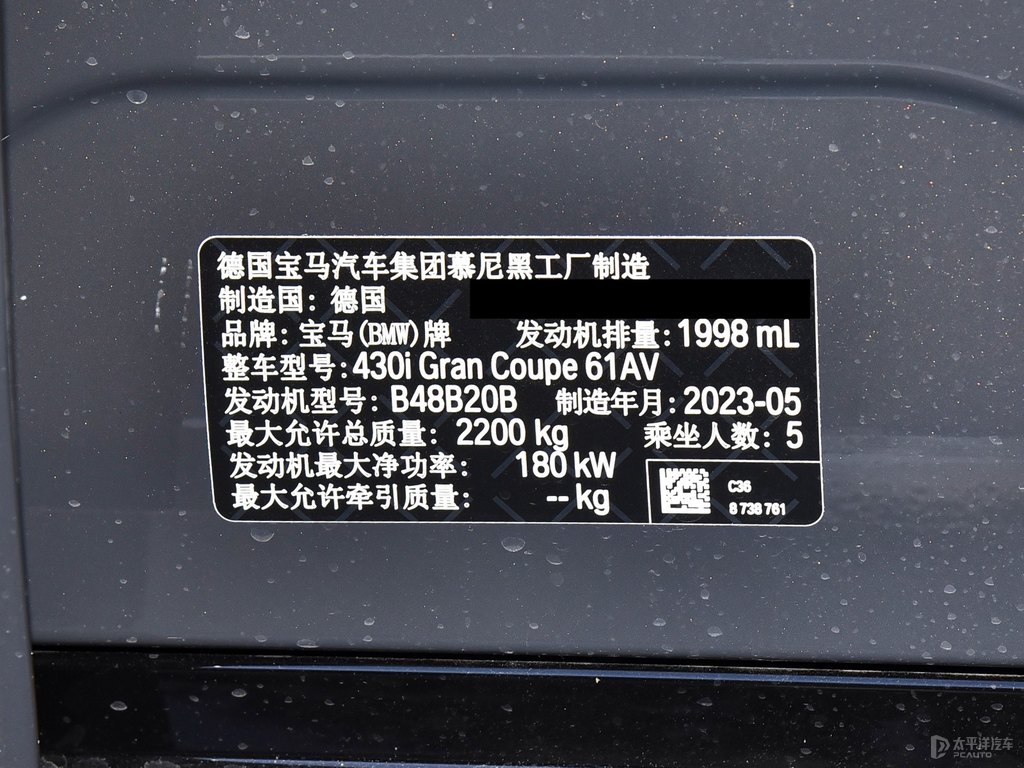 德国宝马汽车集团慕尼黑工厂制造
制造国：德国
品牌：宝马(BMW)牌 发动机排量：1998 mL
整车型号：430i Gran Coupe 61AV
发动机型号：B48B20B 制造年月：2023-05
最大允许总质量：2200 kg 乘坐人数：5
发动机最大净功率：180 kW
最大允许牵引质量：-- kg
C36
8 738 761
太平洋汽车
PCAUTO